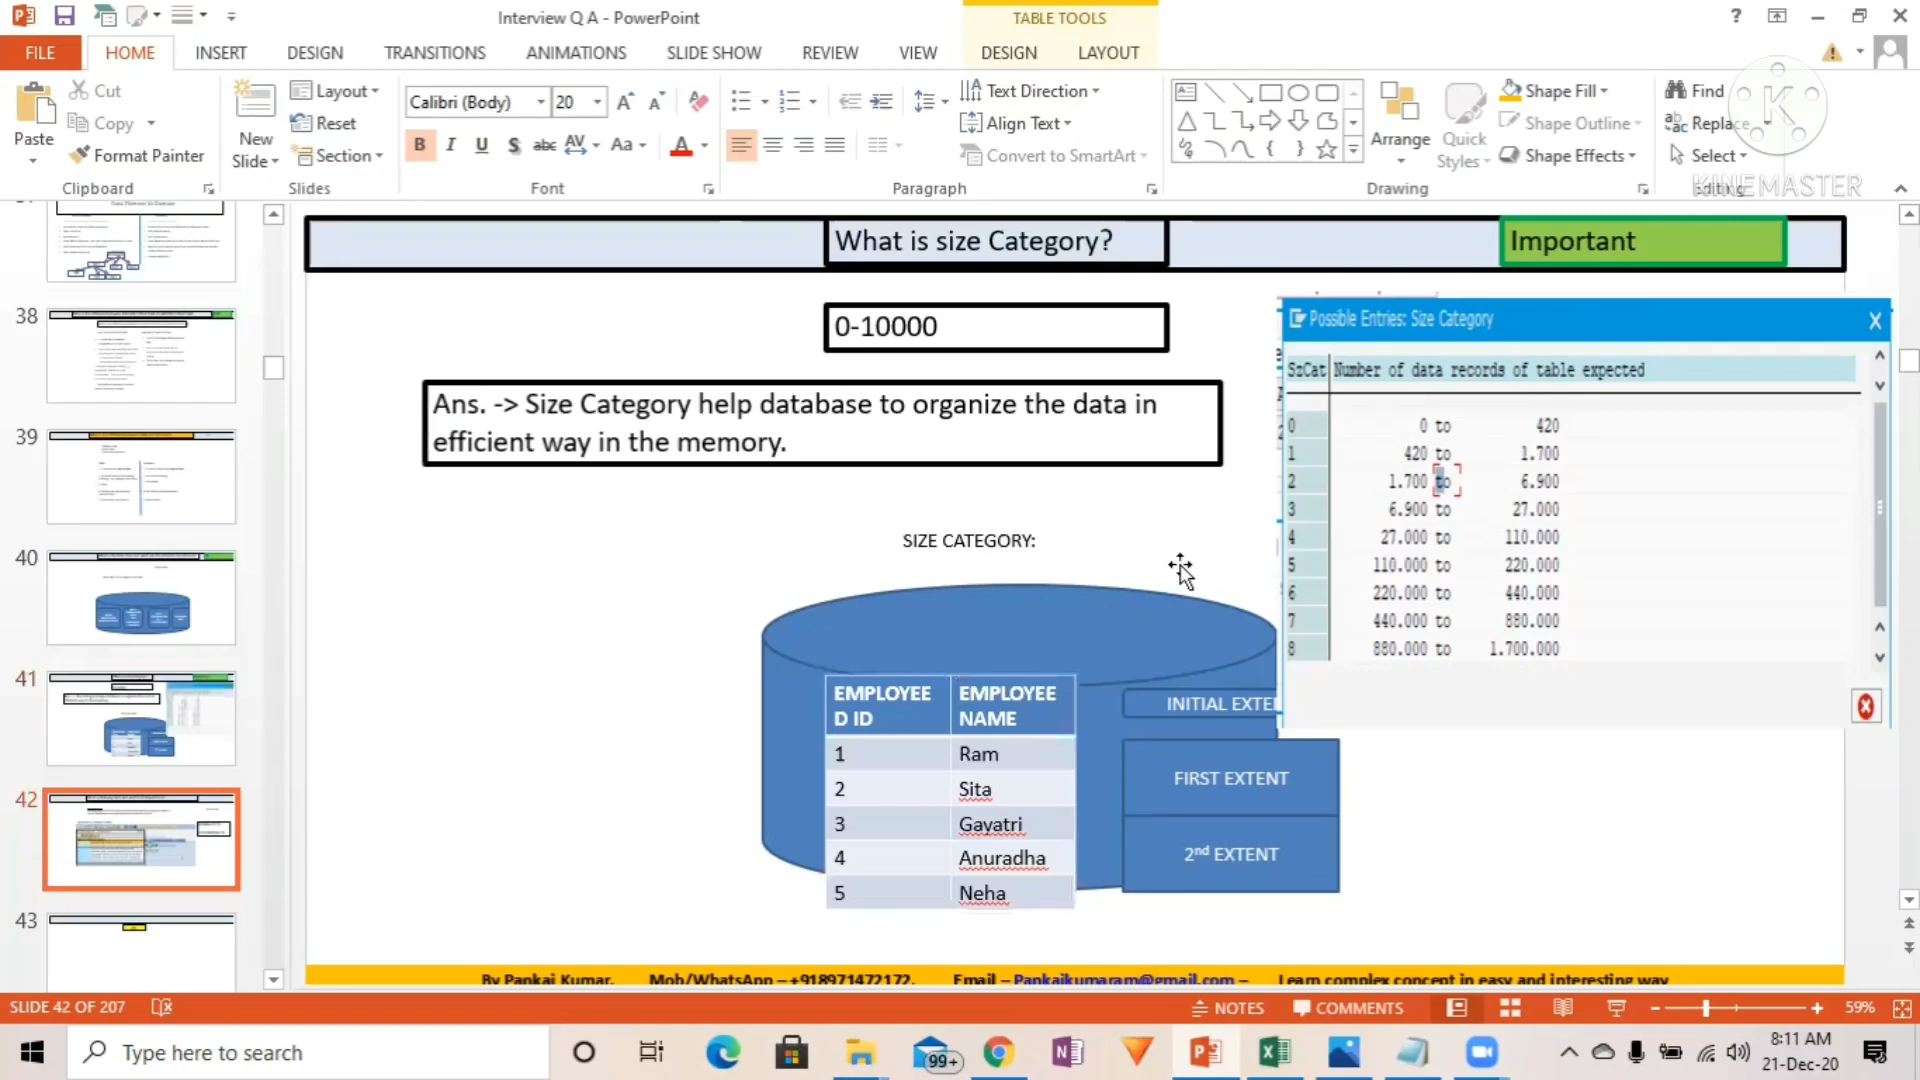 Interview Q A - PowerPoint
TABLE TOOLS
FILE HOME INSERT DESIGN TRANSITIONS ANIMATIONS SLIDE SHOW REVIEW VIEW DESIGN LAYOUT
Paste
Cut
Copy
Format Painter
Clipboard
New
Slide
Layout
Reset
Section
Slides
Calibri (Body) 20
Font
Paragraph
Text Direction
Align Text
Convert to SmartArt
Arrange
Quick
Styles
Shape Fill
Shape Outline
Shape Effects
Drawing
Find
Replace
Select
Editing
KINEMASTER
38
39
40
41
42
43
What is size Category?
Important
0-10000
Ans. -> Size Category help database to organize the data in
efficient way in the memory.
SIZE CATEGORY:
EMPLOYEE EMPLOYEE
D ID NAME
1 Ram
2 Sita
3 Gayatri
4 Anuradha
5 Neha
INITIAL EXTE
FIRST EXTENT
2nd EXTENT
Possible Entries: Size Category
SzCat Number of data records of table expected
0 0 to 420
1 420 to 1.700
2 1.700 to 6.900
3 6.900 to 27.000
4 27.000 to 110.000
5 110.000 to 220.000
6 220.000 to 440.000
7 440.000 to 880.000
8 880.000 to 1.700.000
By Pankaj Kumar. Mob/WhatsApp – +918971472172. Email – Pankajkumaram@gmail.com – Learn complex concept in easy and interesting way
SLIDE 42 OF 207
NOTES COMMENTS 59%
Type here to search
99+
8:11 AM
21-Dec-20